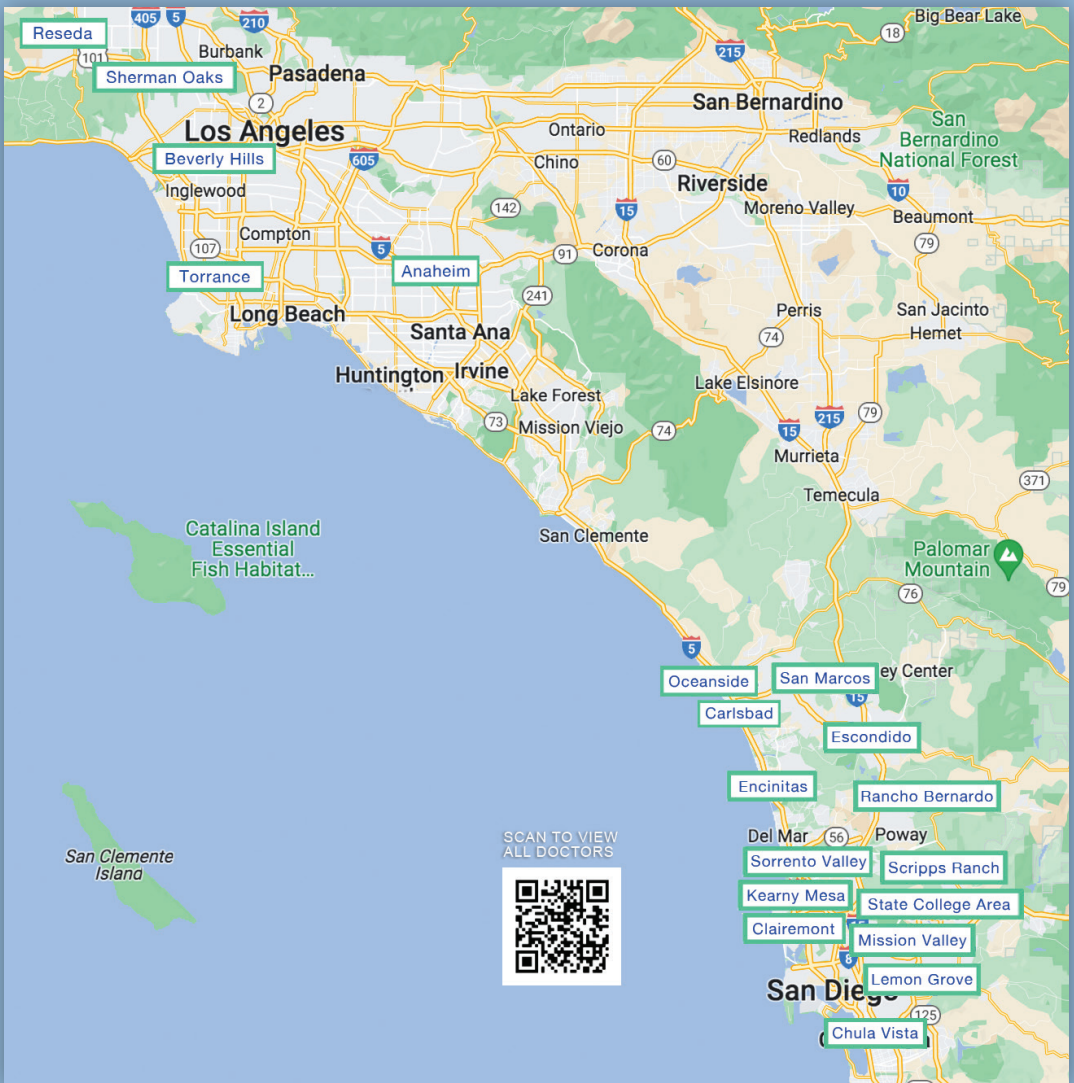 Reseda
405
5
210
Big Bear Lake
18
101
Burbank
215
Sherman Oaks
Pasadena
2
San Bernardino
Los Angeles
Ontario
Redlands
San
Bernardino
National Forest
Beverly Hills
605
Chino
60
Inglewood
Riverside
10
142
15
Moreno Valley
Beaumont
Compton
107
5
91
Corona
79
Torrance
Anaheim
241
Long Beach
Perris
San Jacinto
Santa Ana
74
Hemet
Huntington
Irvine
Lake Elsinore
Lake Forest
73
Mission Viejo
74
15
215
79
Murrieta
371
Temecula
Catalina Island
Essential
Fish Habitat...
San Clemente
Palomar
Mountain
76
79
5
Oceanside
San Marcos
ey Center
15
Carlsbad
Escondido
Encinitas
Rancho Bernardo
SCAN TO VIEW
ALL DOCTORS
Del Mar
56
Poway
San Clemente
Island
Sorrento Valley
Scripps Ranch
Kearny Mesa
State College Area
Clairemont
15
Mission Valley
8
Lemon Grove
San Diego
125
Chula Vista